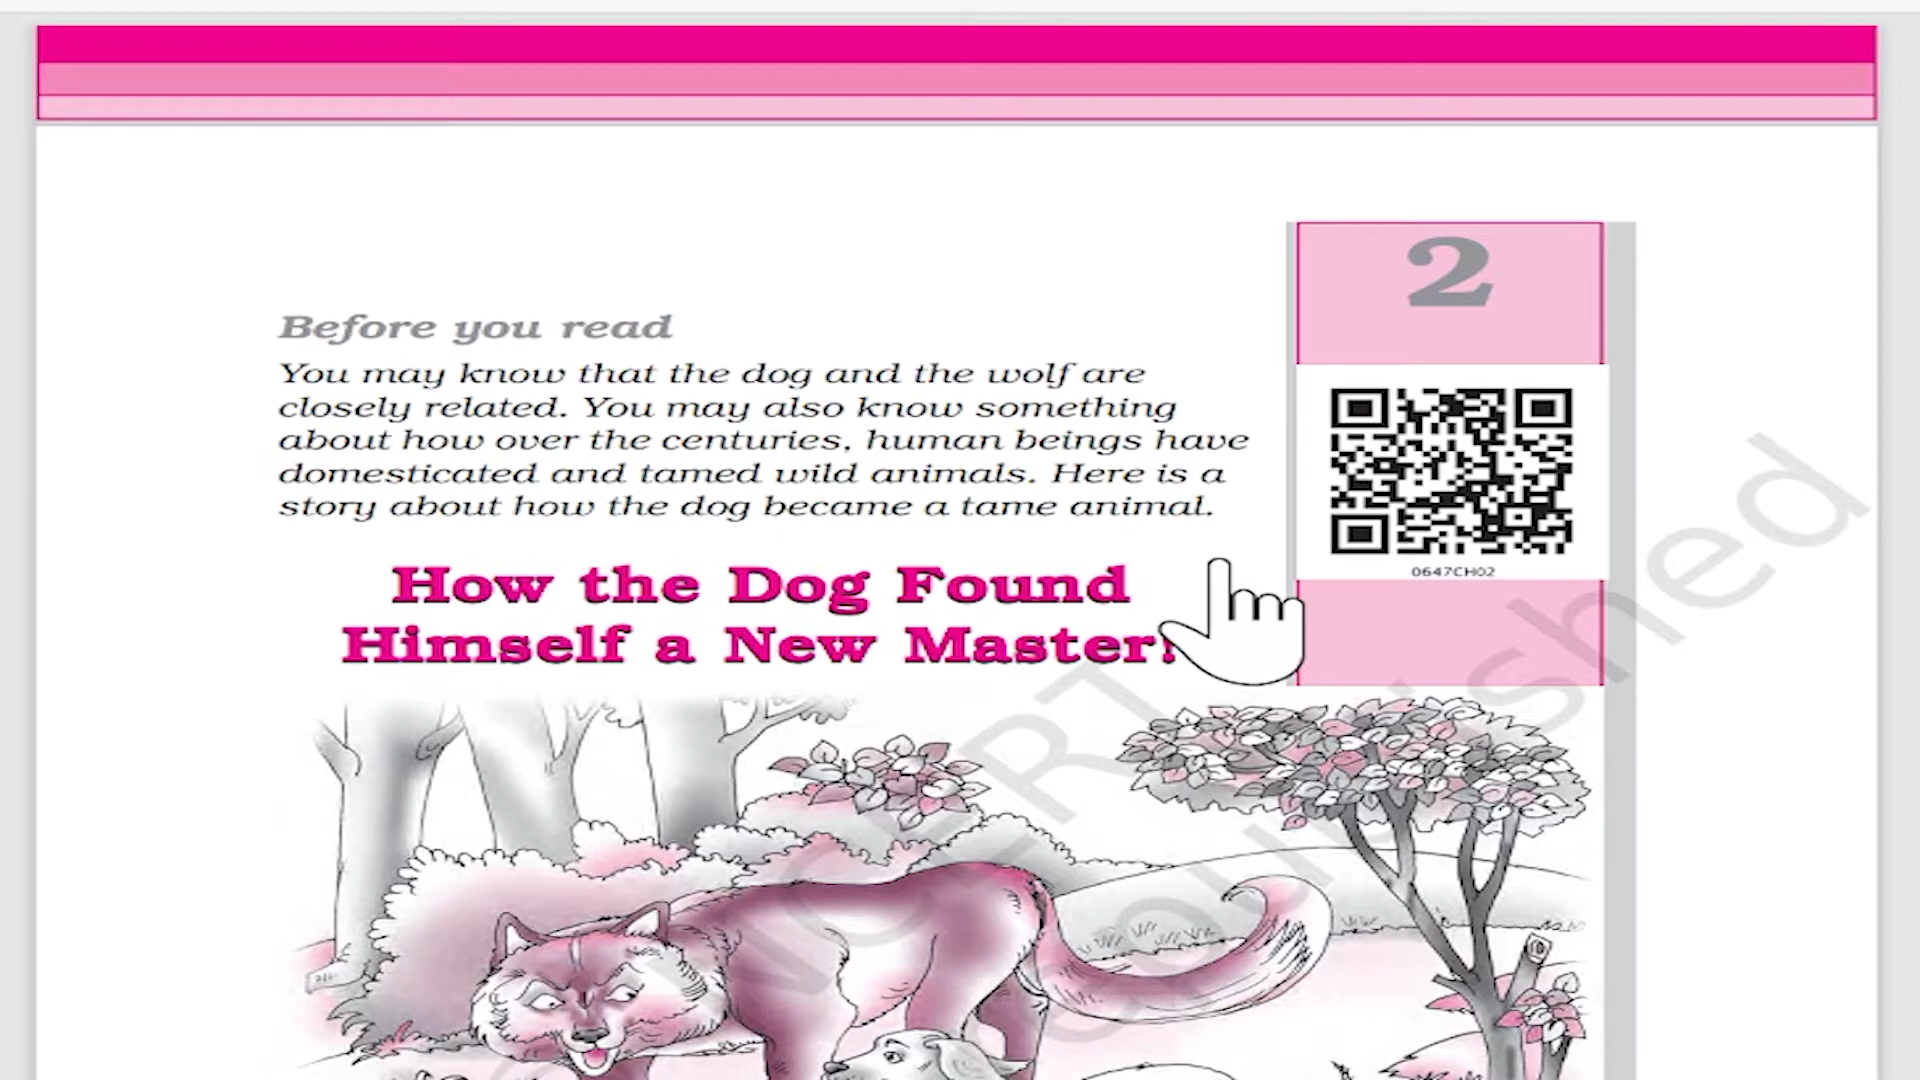 2
Before you read
You may know that the dog and the wolf are
closely related. You may also know something
about how over the centuries, human beings have
domesticated and tamed wild animals. Here is a
story about how the dog became a tame animal.
0647CH02
How the Dog Found
Himself a New Master!